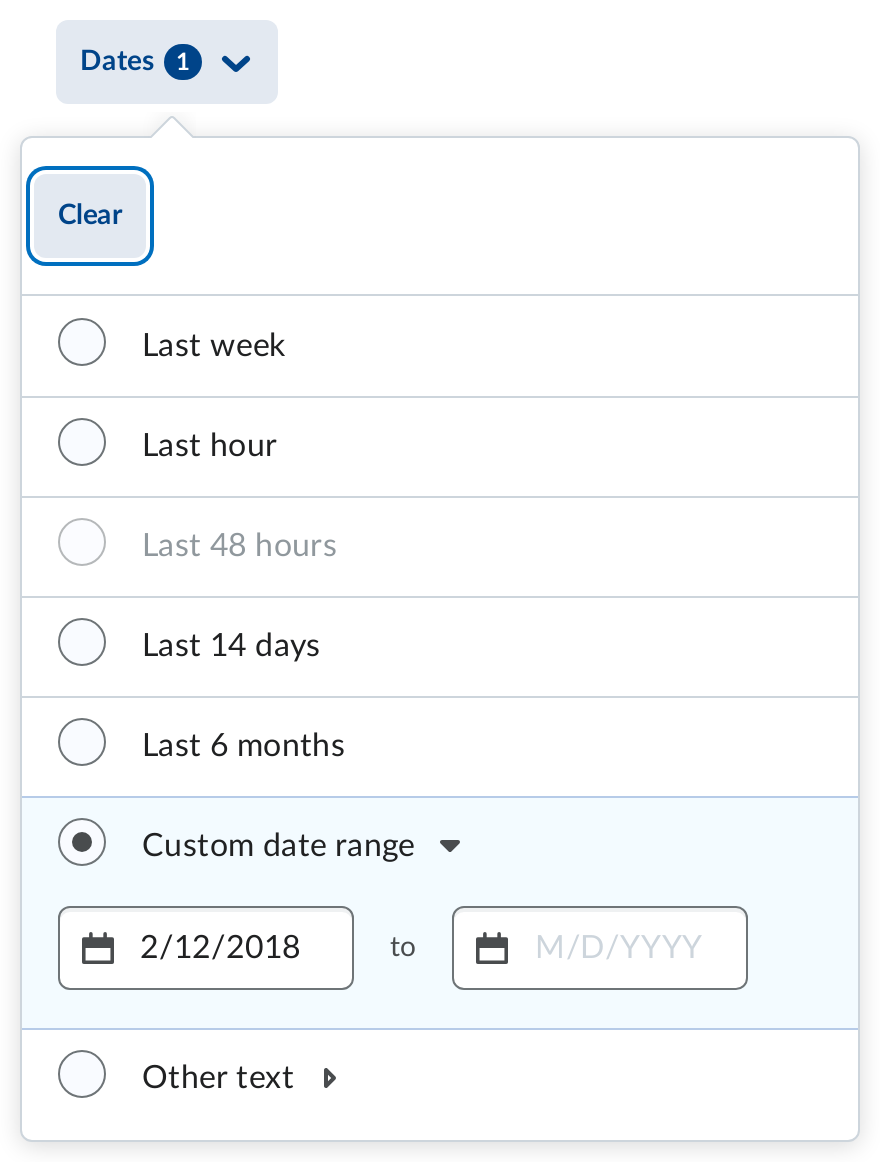 Dates 1
Clear
Last week
Last hour
Last 48 hours
Last 14 days
Last 6 months
Custom date range
2/12/2018 to M/D/YYYY
Other text